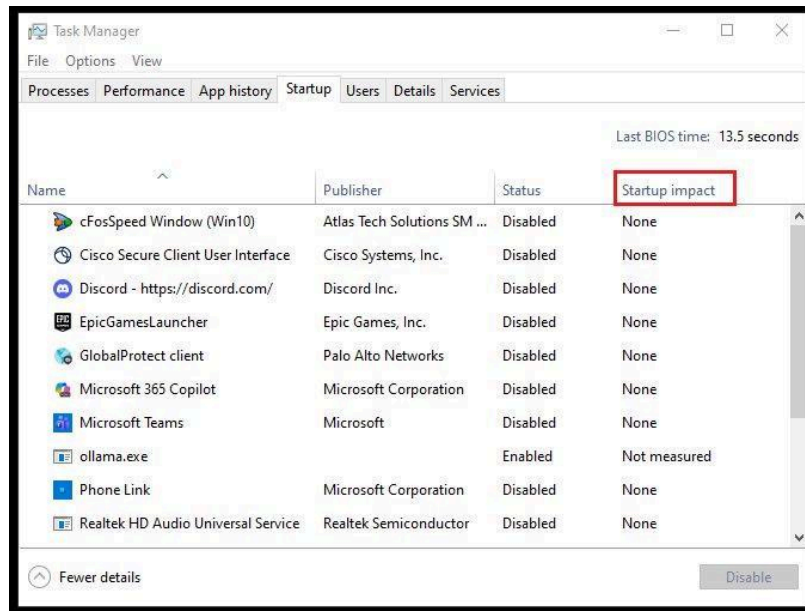 Task Manager
File Options View
Processes Performance App history Startup Users Details Services
Last BIOS time: 13.5 seconds
Name Publisher Status Startup impact
cFosSpeed Window (Win10) Atlas Tech Solutions SM ... Disabled None
Cisco Secure Client User Interface Cisco Systems, Inc. Disabled None
Discord - https://discord.com/ Discord Inc. Disabled None
EpicGamesLauncher Epic Games, Inc. Disabled None
GlobalProtect client Palo Alto Networks Disabled None
Microsoft 365 Copilot Microsoft Corporation Disabled None
Microsoft Teams Microsoft Disabled None
ollama.exe Enabled Not measured
Phone Link Microsoft Corporation Disabled None
Realtek HD Audio Universal Service Realtek Semiconductor Disabled None
Fewer details Disable